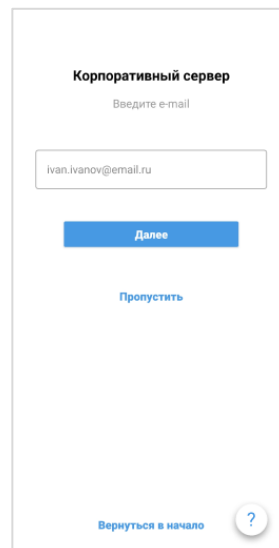 Корпоративный сервер
Введите e-mail
ivan.ivanov@email.ru
Далее
Пропустить
Вернуться в начало
?